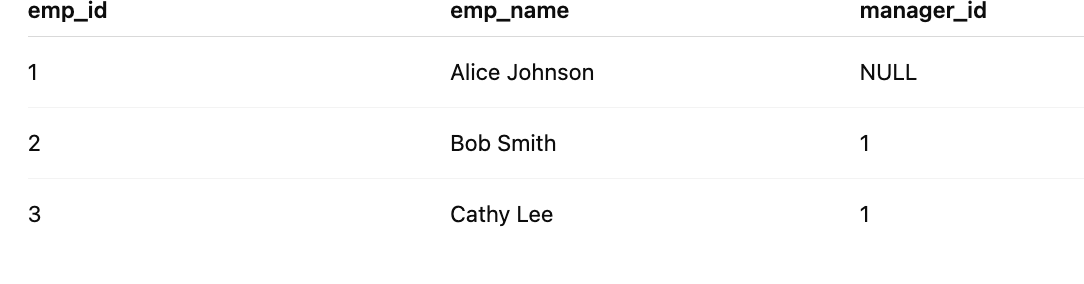 emp_id emp_name manager_id
1 Alice Johnson NULL
2 Bob Smith 1
3 Cathy Lee 1